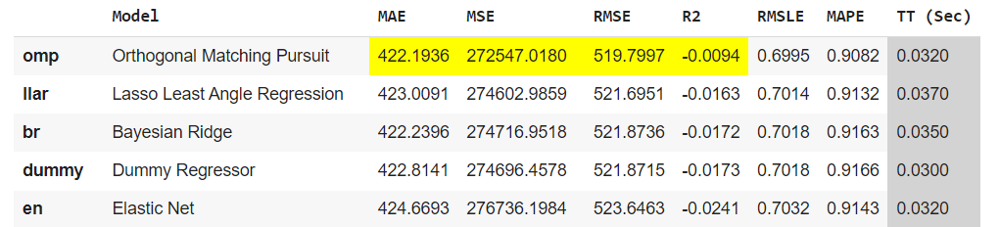 Model MAE MSE RMSE R2 RMSLE MAPE TT (Sec)
omp Orthogonal Matching Pursuit 422.1936 272547.0180 519.7997 -0.0094 0.6995 0.9082 0.0320
llar Lasso Least Angle Regression 423.0091 274602.9859 521.6951 -0.0163 0.7014 0.9132 0.0370
br Bayesian Ridge 422.2396 274716.9518 521.8736 -0.0172 0.7018 0.9163 0.0350
dummy Dummy Regressor 422.8141 274696.4578 521.8715 -0.0173 0.7018 0.9166 0.0300
en Elastic Net 424.6693 276736.1984 523.6463 -0.0241 0.7032 0.9143 0.0320